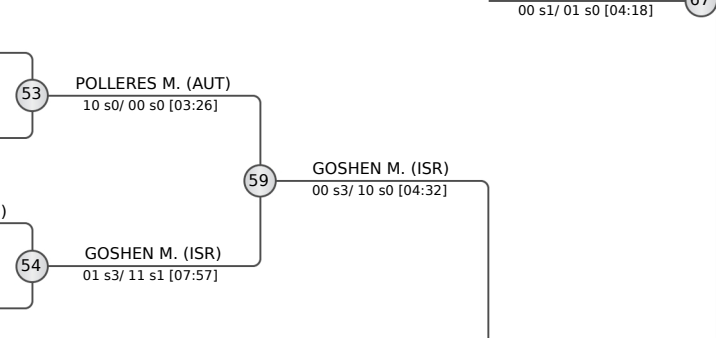 67
00 s1/ 01 s0 [04:18]
53
POLLERES M. (AUT)
10 s0/ 00 s0 [03:26]
59
GOSHEN M. (ISR)
00 s3/ 10 s0 [04:32]
)
54
GOSHEN M. (ISR)
01 s3/ 11 s1 [07:57]